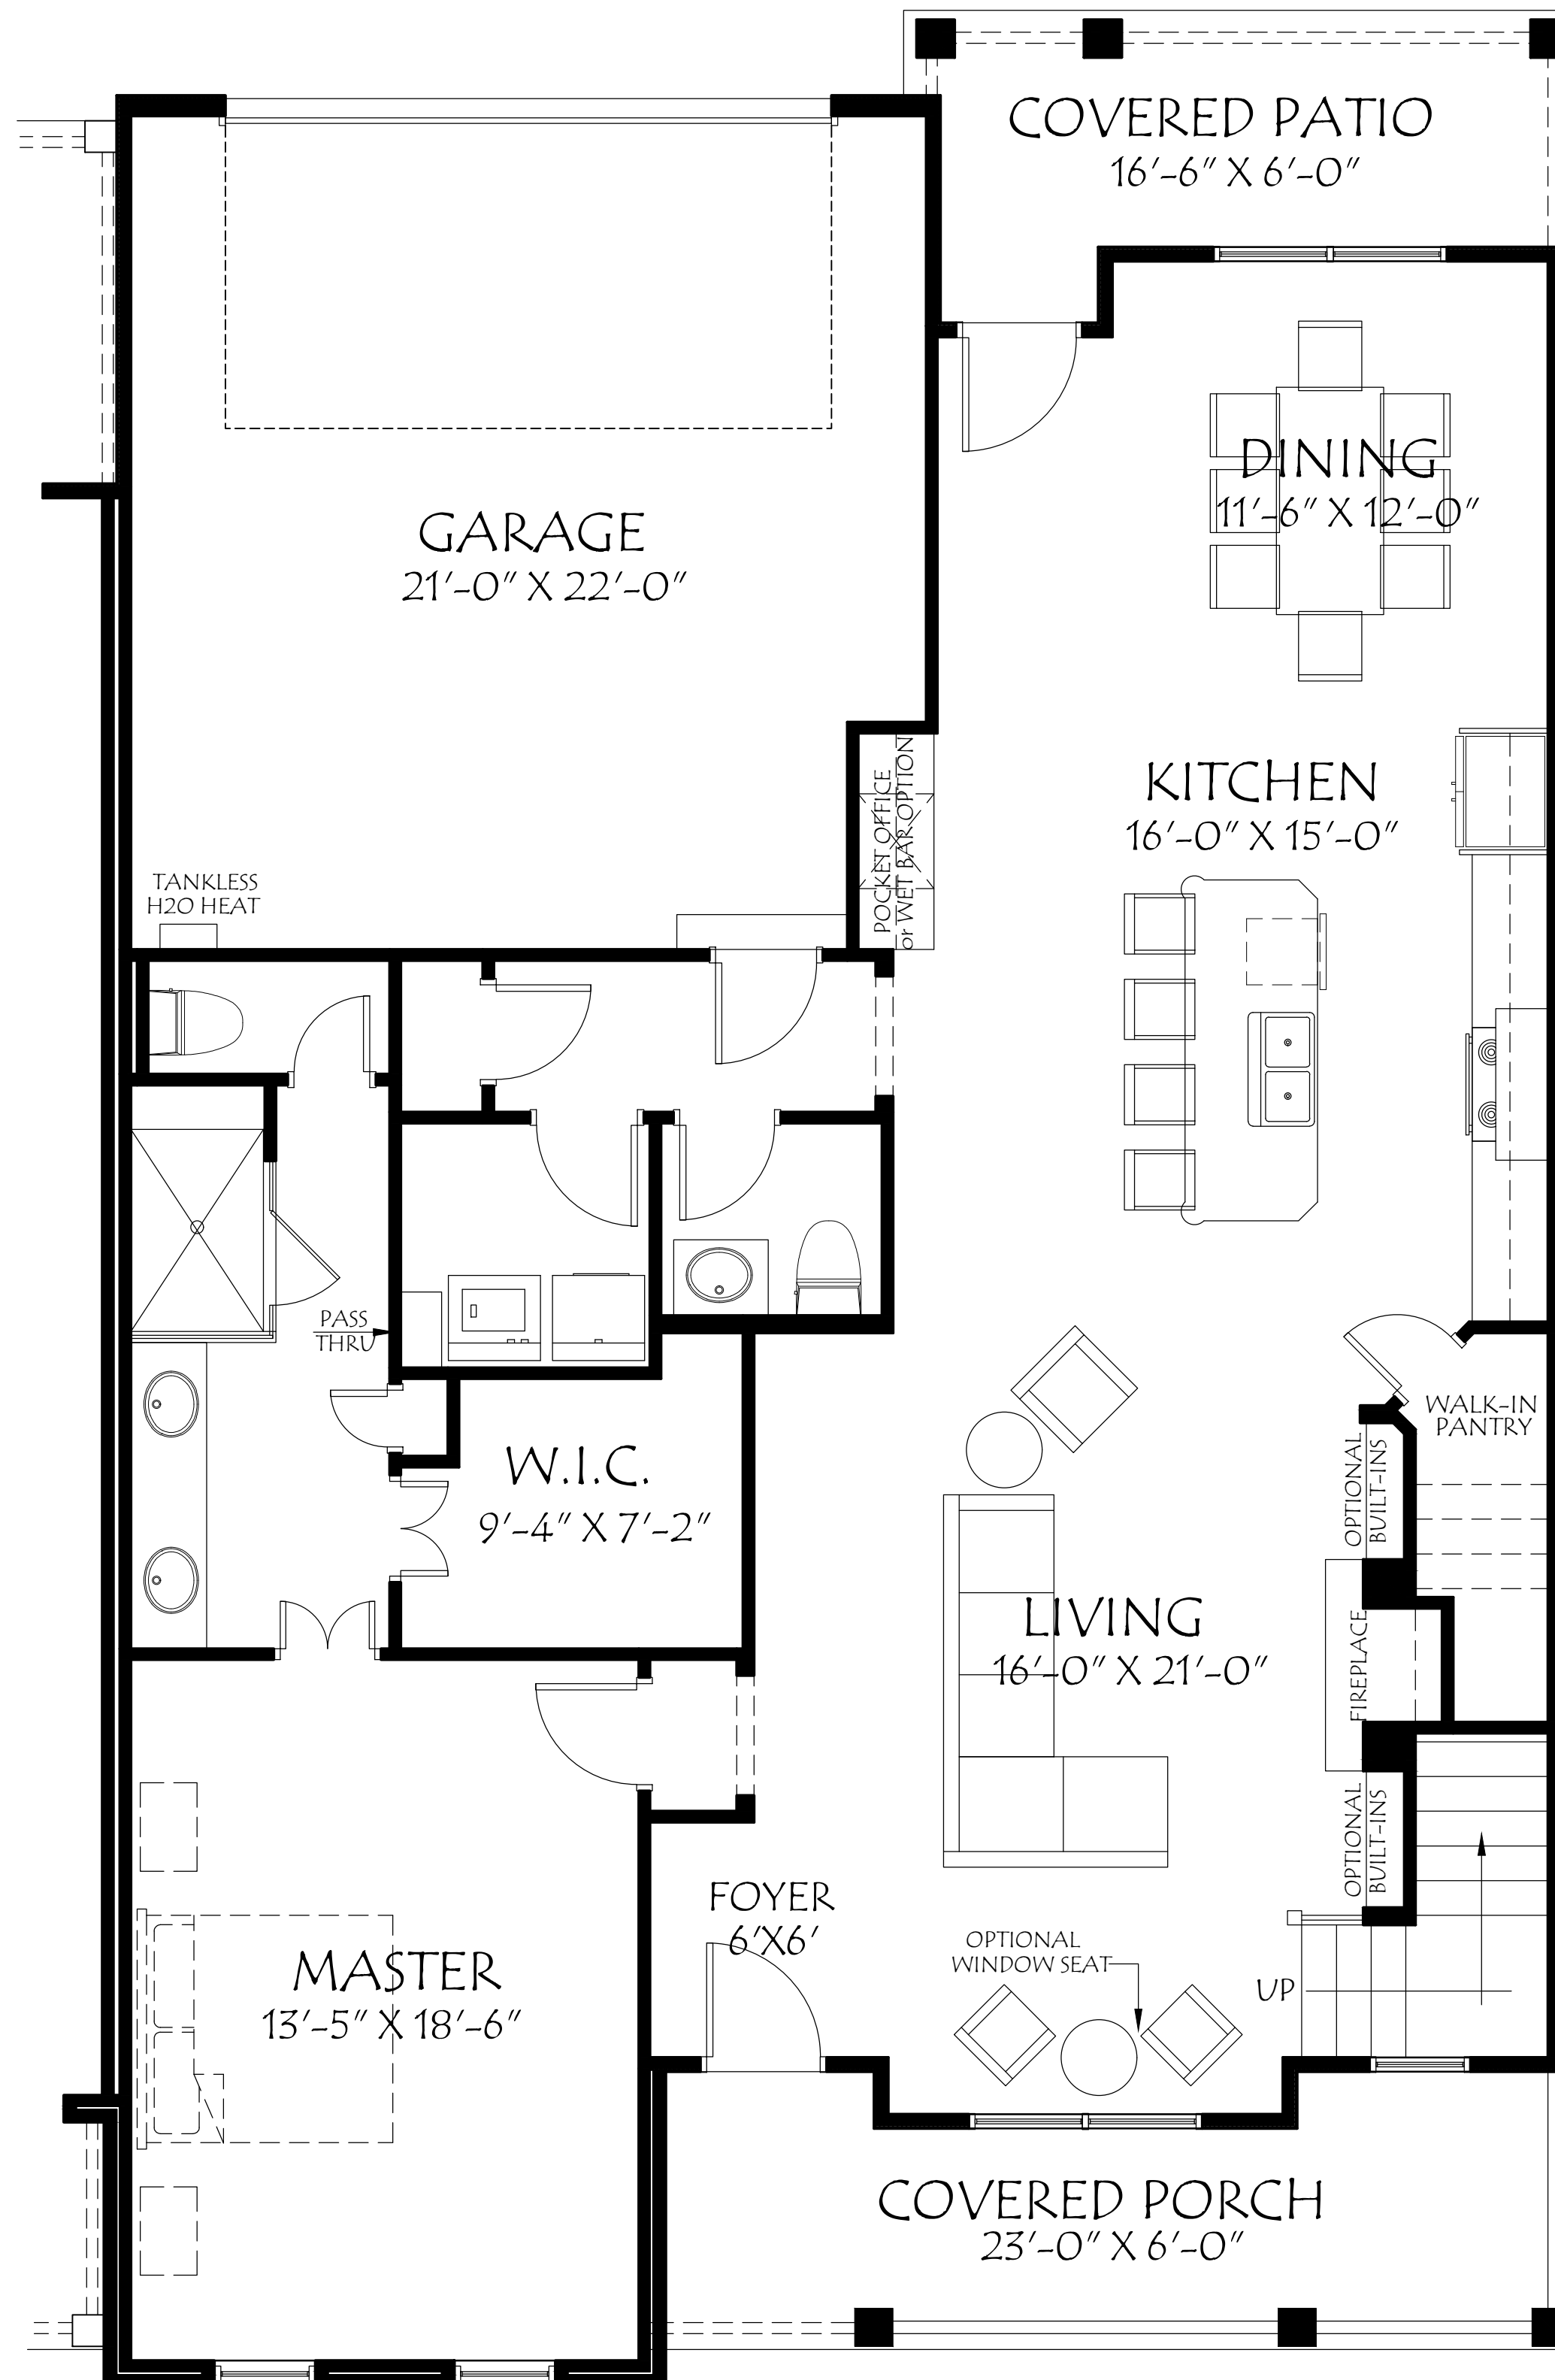 COVERED PATIO
16'-6" X 6'-0"
DINING
11'-6" X 12'-0"
GARAGE
21'-0" X 22'-0"
KITCHEN
16'-0" X 15'-0"
POCKET OFFICE
or WET BAR OPTION
TANKLESS
H2O HEAT
PASS
THRU
WALK-IN
PANTRY
OPTIONAL
BUILT-INS
W.I.C.
9'-4" X 7'-2"
LIVING
16'-0" X 21'-0"
FIREPLACE
OPTIONAL
BUILT-INS
FOYER
6'X6'
OPTIONAL
WINDOW SEAT
UP
MASTER
13'-5" X 18'-6"
COVERED PORCH
23'-0" X 6'-0"